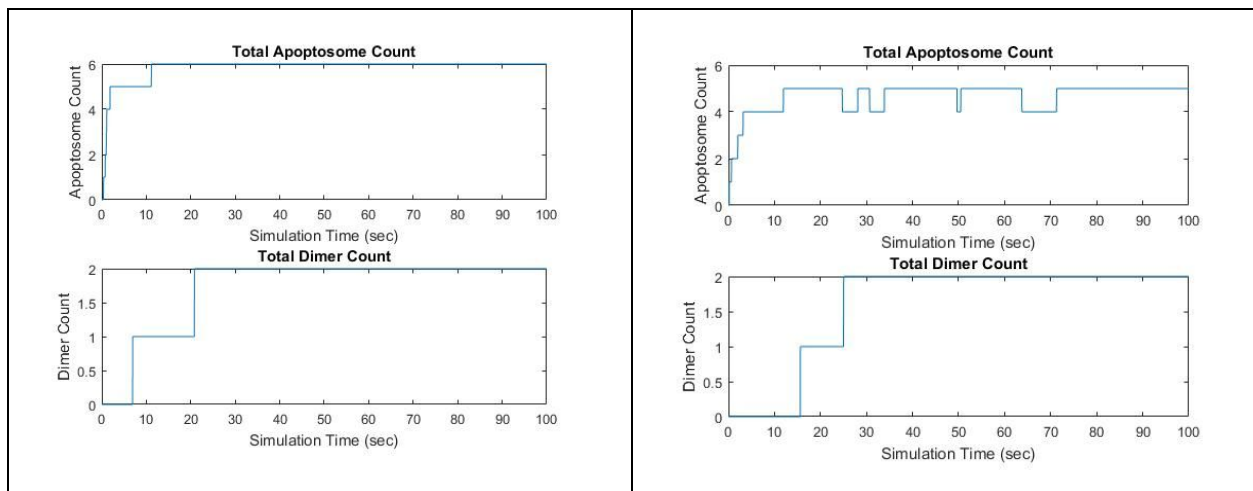 Total Apoptosome Count
6
4
2
0
Apoptosome Count
0 10 20 30 40 50 60 70 80 90 100
Simulation Time (sec)
Total Dimer Count
2
1.5
1
0.5
0
Dimer Count
0 10 20 30 40 50 60 70 80 90 100
Simulation Time (sec)
Total Apoptosome Count
6
4
2
0
Apoptosome Count
0 10 20 30 40 50 60 70 80 90 100
Simulation Time (sec)
Total Dimer Count
2
1.5
1
0.5
0
Dimer Count
0 10 20 30 40 50 60 70 80 90 100
Simulation Time (sec)